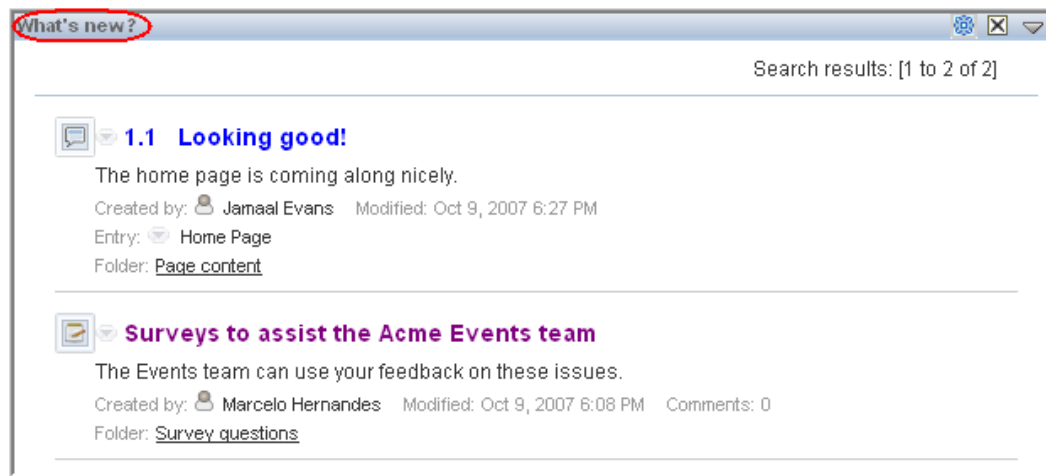 What's new?
Search results: [1 to 2 of 2]
1.1 Looking good!
The home page is coming along nicely.
Created by: Jamaal Evans Modified: Oct 9, 2007 6:27 PM
Entry: Home Page
Folder: Page content
Surveys to assist the Acme Events team
The Events team can use your feedback on these issues.
Created by: Marcelo Hernandes Modified: Oct 9, 2007 6:08 PM Comments: 0
Folder: Survey questions